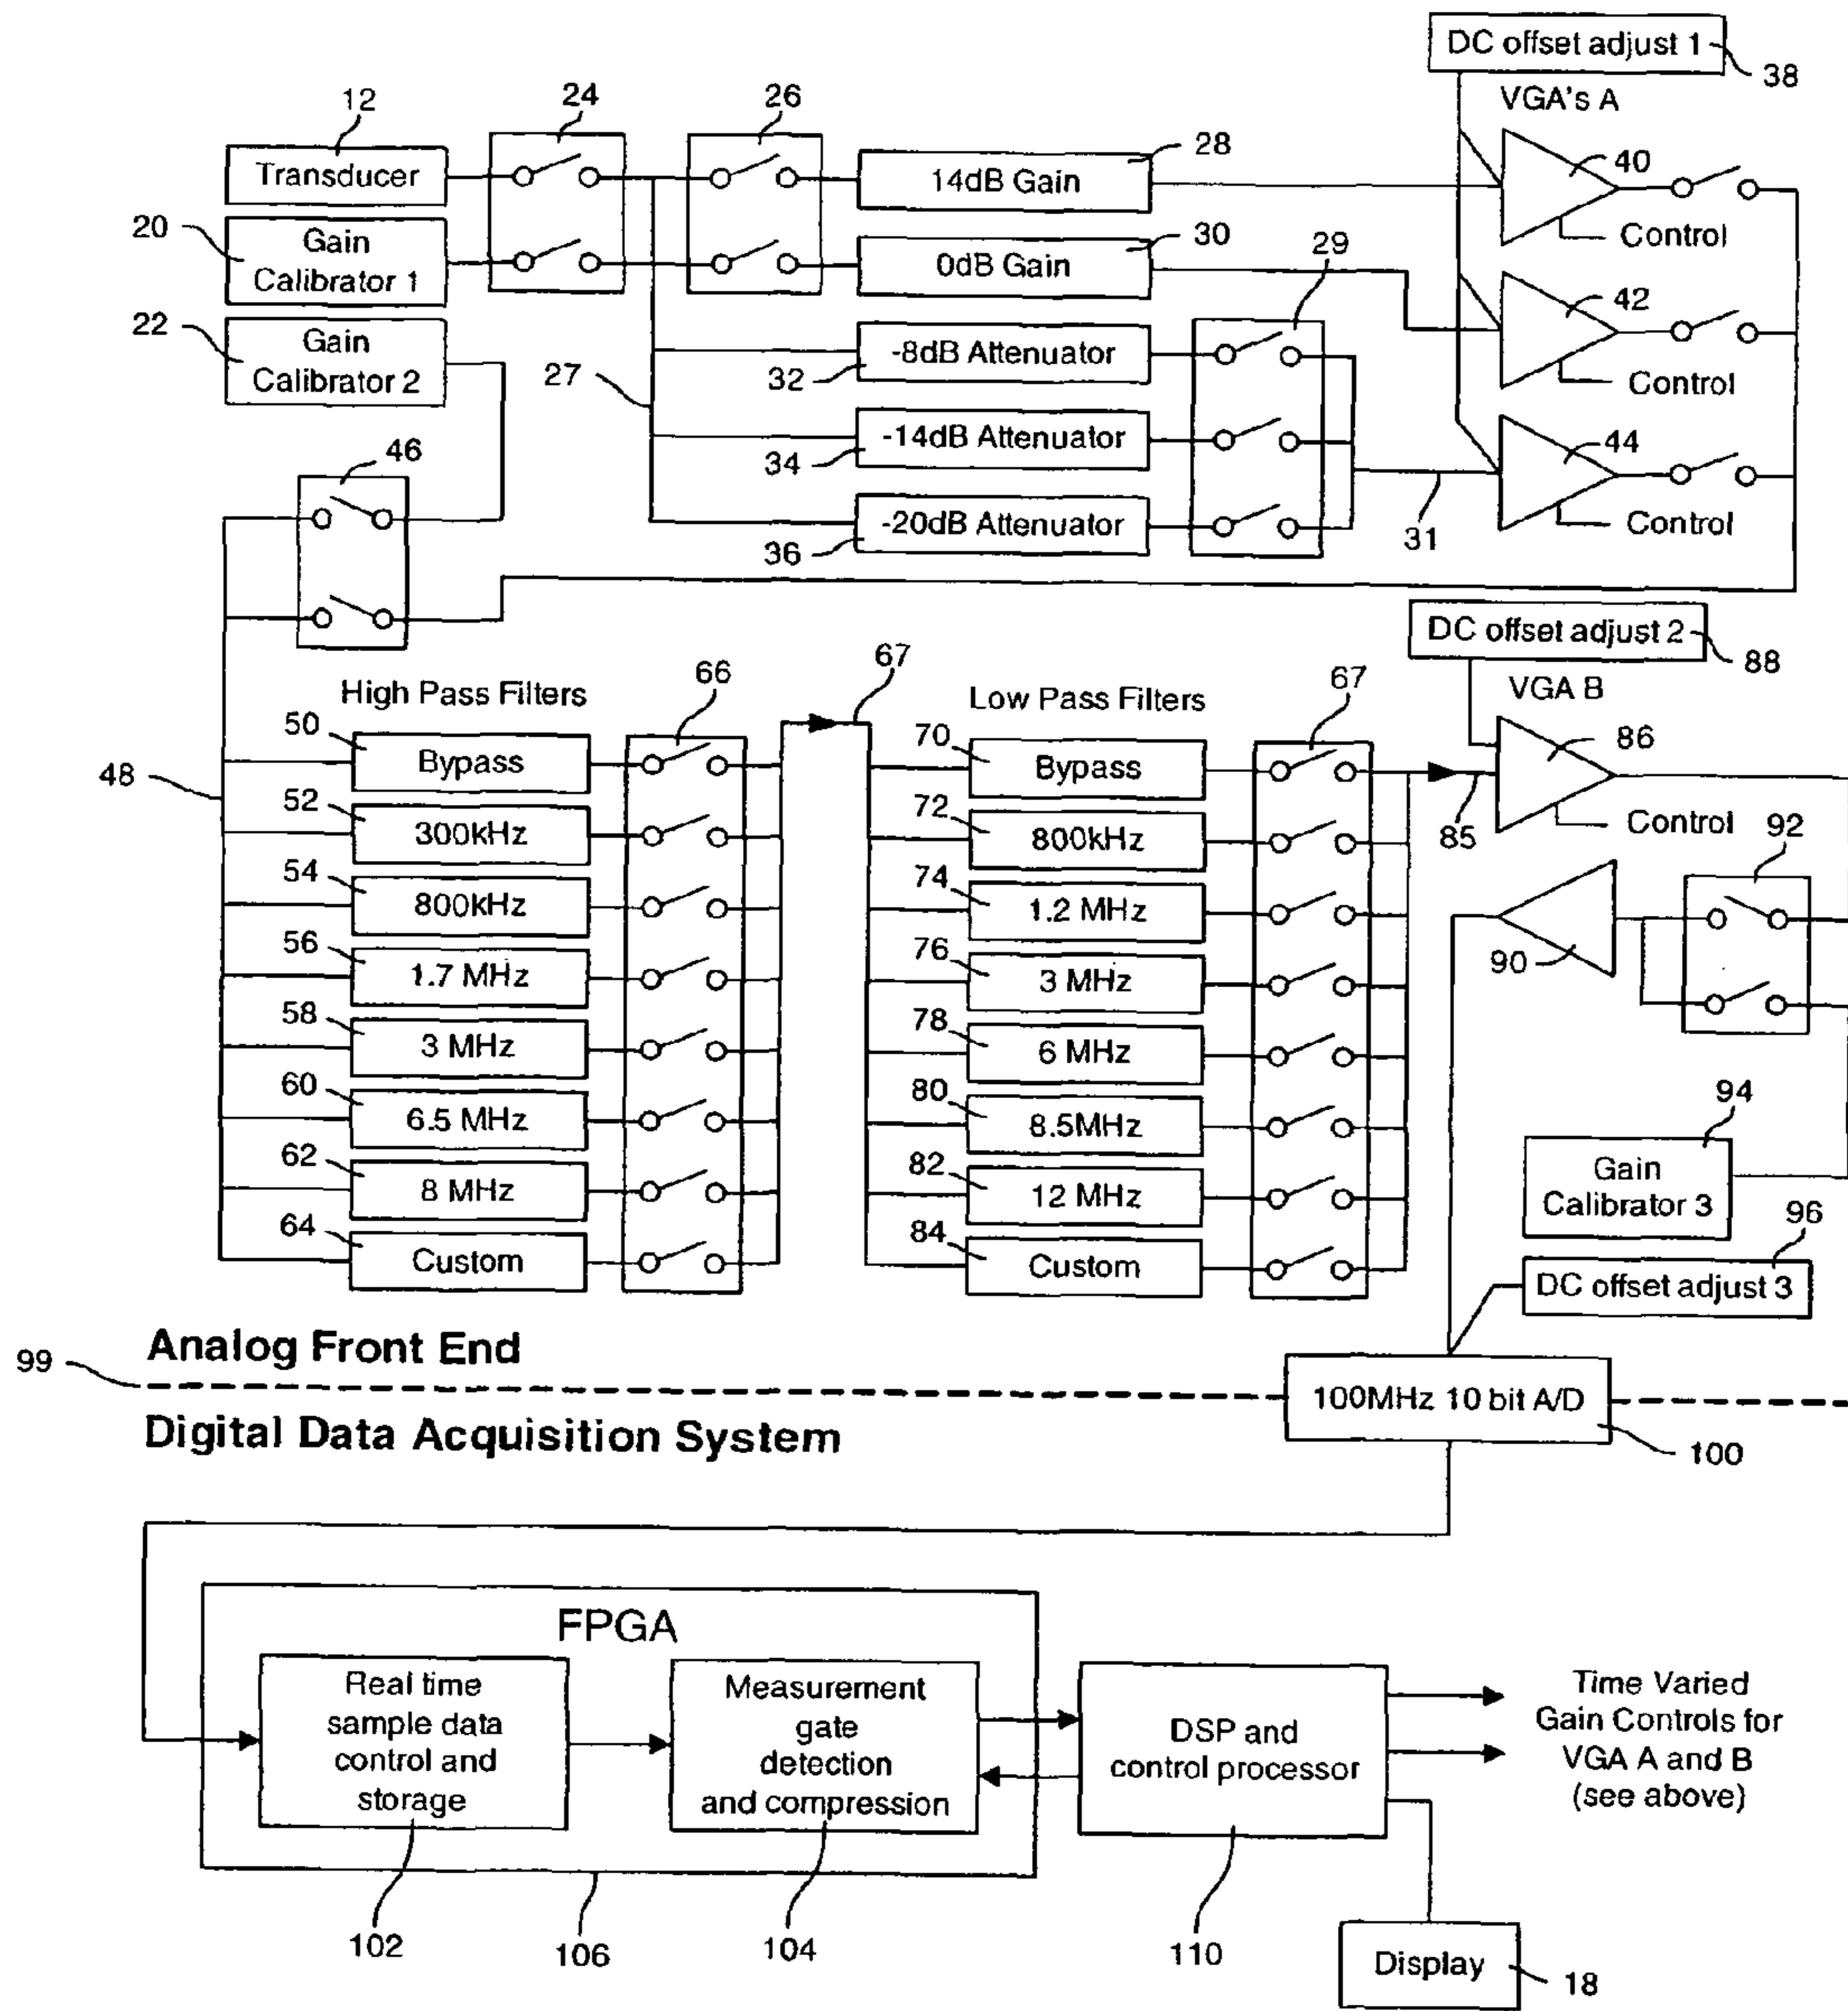 DC offset adjust 1
38
VGA's A
12
24
26
Transducer
28
14dB Gain
40
Control
20
Gain
Calibrator 1
30
0dB Gain
29
42
Control
22
Gain
Calibrator 2
27
-8dB Attenuator
32
-14dB Attenuator
34
-20dB Attenuator
36
31
44
Control
46
DC offset adjust 2
88
VGA B
High Pass Filters
66
67
Low Pass Filters
67
48
50
Bypass
52
300kHz
54
800kHz
56
1.7 MHz
58
3 MHz
60
6.5 MHz
62
8 MHz
64
Custom
70
Bypass
72
800kHz
74
1.2 MHz
76
3 MHz
78
6 MHz
80
8.5MHz
82
12 MHz
84
Custom
85
86
Control
92
90
94
Gain
Calibrator 3
96
DC offset adjust 3
Analog Front End
99
100MHz 10 bit A/D
100
Digital Data Acquisition System
FPGA
Real time
sample data
control and
storage
102
Measurement
gate
detection
and compression
104
106
DSP and
control processor
110
Time Varied
Gain Controls for
VGA A and B
(see above)
Display
18